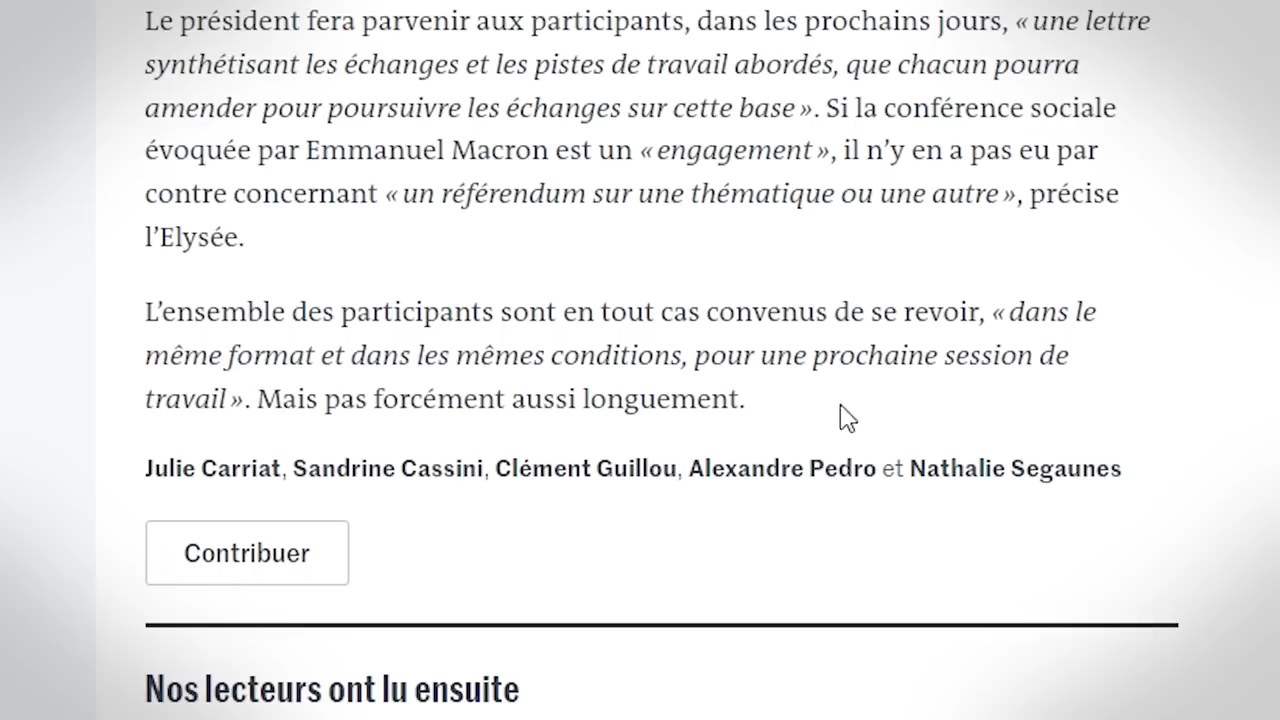 Le président fera parvenir aux participants, dans les prochains jours, « une lettre
synthétisant les échanges et les pistes de travail abordés, que chacun pourra
amender pour poursuivre les échanges sur cette base ». Si la conférence sociale
évoquée par Emmanuel Macron est un « engagement », il n’y en a pas eu par
contre concernant « un référendum sur une thématique ou une autre », précise
l’Elysée.
L’ensemble des participants sont en tout cas convenus de se revoir, « dans le
même format et dans les mêmes conditions, pour une prochaine session de
travail ». Mais pas forcément aussi longuement.
Julie Carriat, Sandrine Cassini, Clément Guillou, Alexandre Pedro et Nathalie Segaunes
Contribuer
Nos lecteurs ont lu ensuite